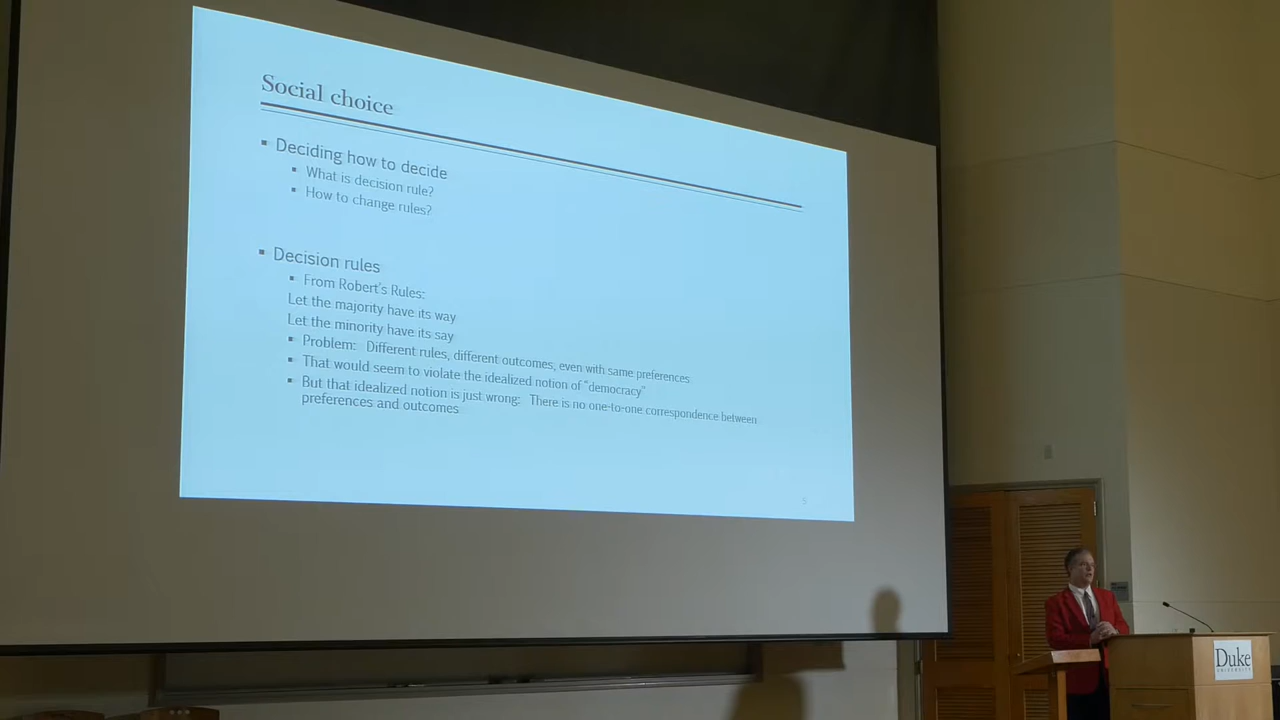 Social choice
Deciding how to decide
What is decision rule?
How to change rules?
Decision rules
From Robert's Rules:
Let the majority have its way
Let the minority have its say
Problem: Different rules, different outcomes, even with same preferences
That would seem to violate the idealized notion of "democracy"
But that idealized notion is just wrong: There is no one-to-one correspondence between
preferences and outcomes
5
Duke
UNIVERSITY